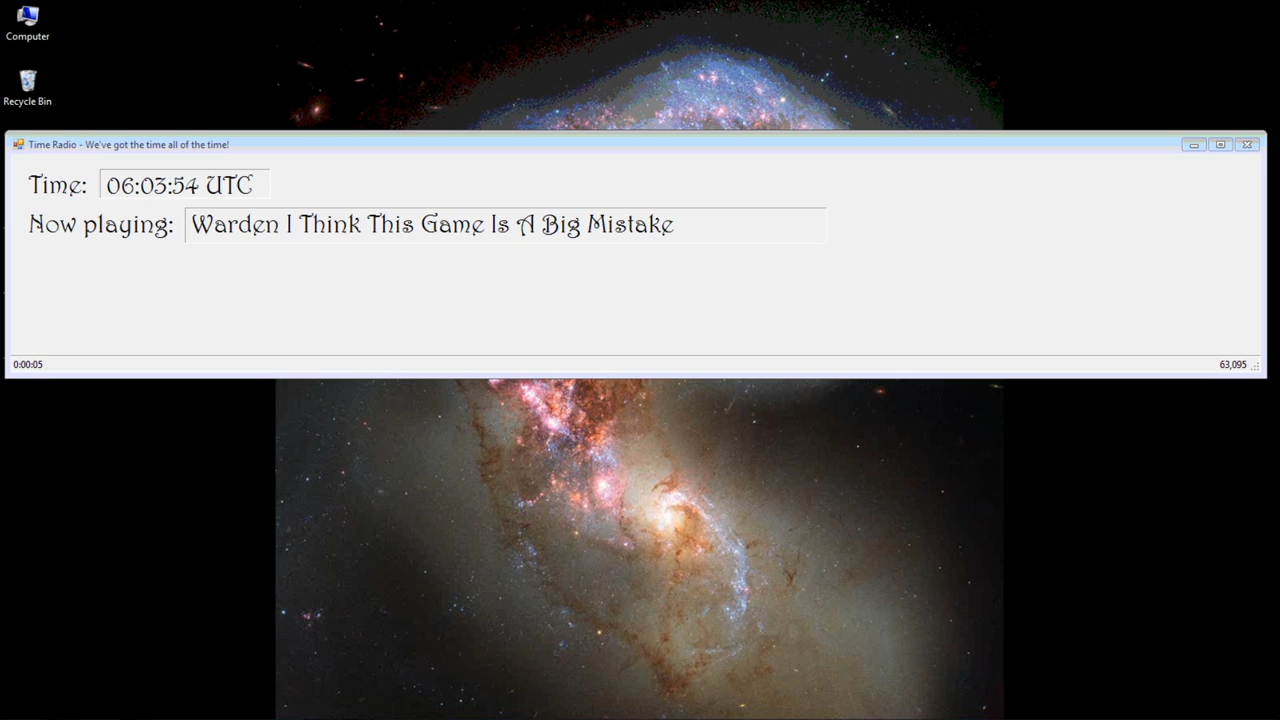 Computer
Recycle Bin
Time Radio - We've got the time all of the time!
Time: 06:03:54 UTC
Now playing: Warden I Think This Game Is A Big Mistake
0:00:05 63,095